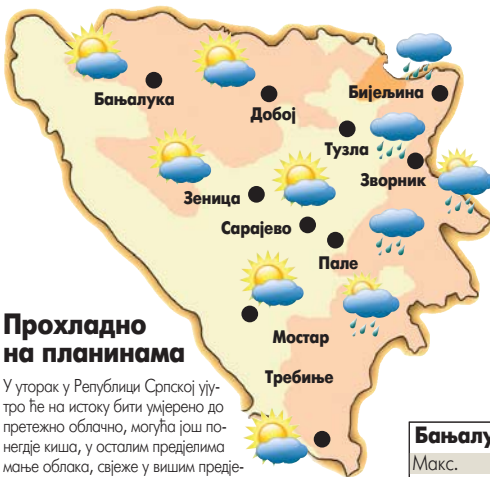 Бањалука
Добој
Бијељина
Тузла
Зворник
Зеница
Сарајево
Пале
Мостар
Требиње
Прохладно
на планинама
У уторак у Републици Српској ују-
тро ће на истоку бити умјерено до
претежно облачно, могућа још по-
негдје киша, у осталим предјелима
мање облака, свјеже у вишим предје-
Бањалу
Макс.